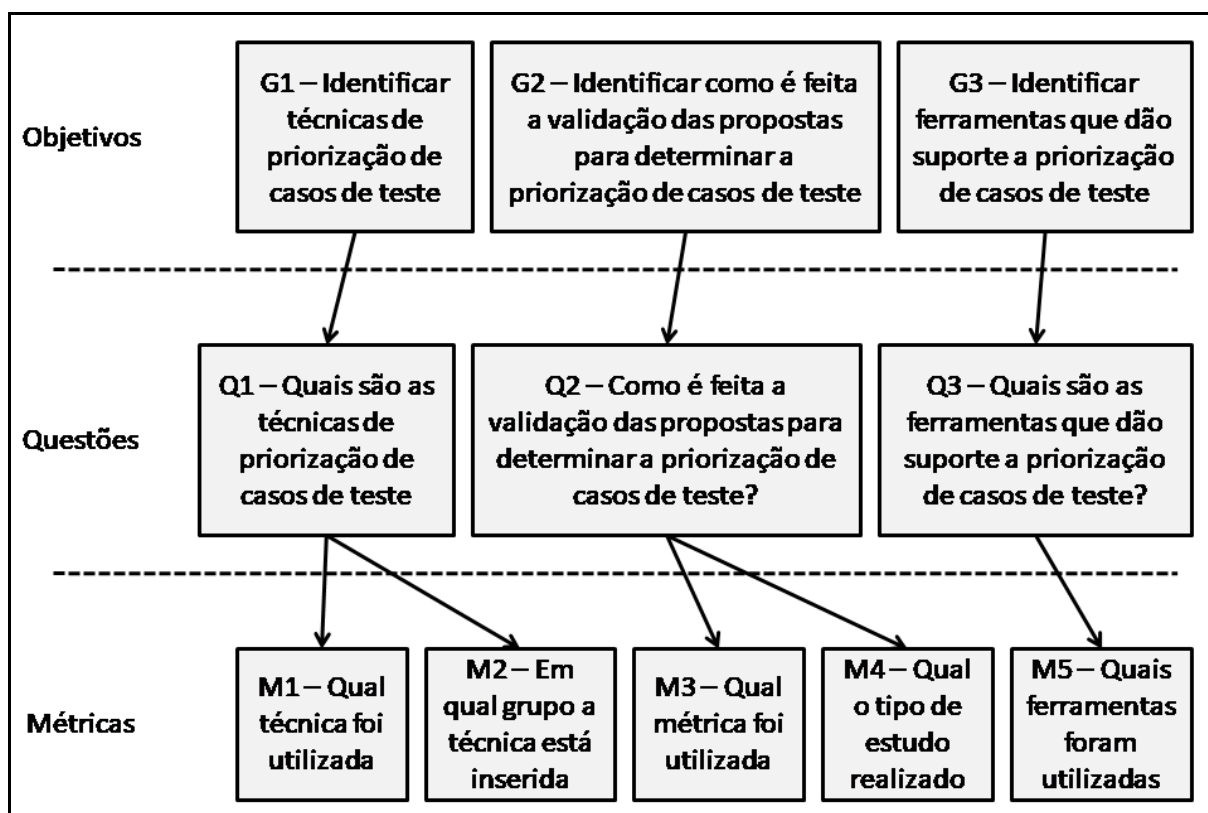 Objetivos
G1 – Identificar
técnicas de
priorização de
casos de teste
G2 – Identificar como é feita
a validação das propostas
para determinar a
priorização de casos de teste
G3 – Identificar
ferramentas que dão
suporte a priorização
de casos de teste
Questões
Q1 – Quais são as
técnicas de
priorização de
casos de teste
Q2 – Como é feita a
validação das propostas para
determinar a priorização de
casos de teste?
Q3 – Quais são as
ferramentas que dão
suporte a priorização
de casos de teste?
Métricas
M1 – Qual
técnica foi
utilizada
M2 – Em
qual grupo a
técnica está
inserida
M3 – Qual
métrica foi
utilizada
M4 – Qual
o tipo de
estudo
realizado
M5 – Quais
ferramentas
foram
utilizadas